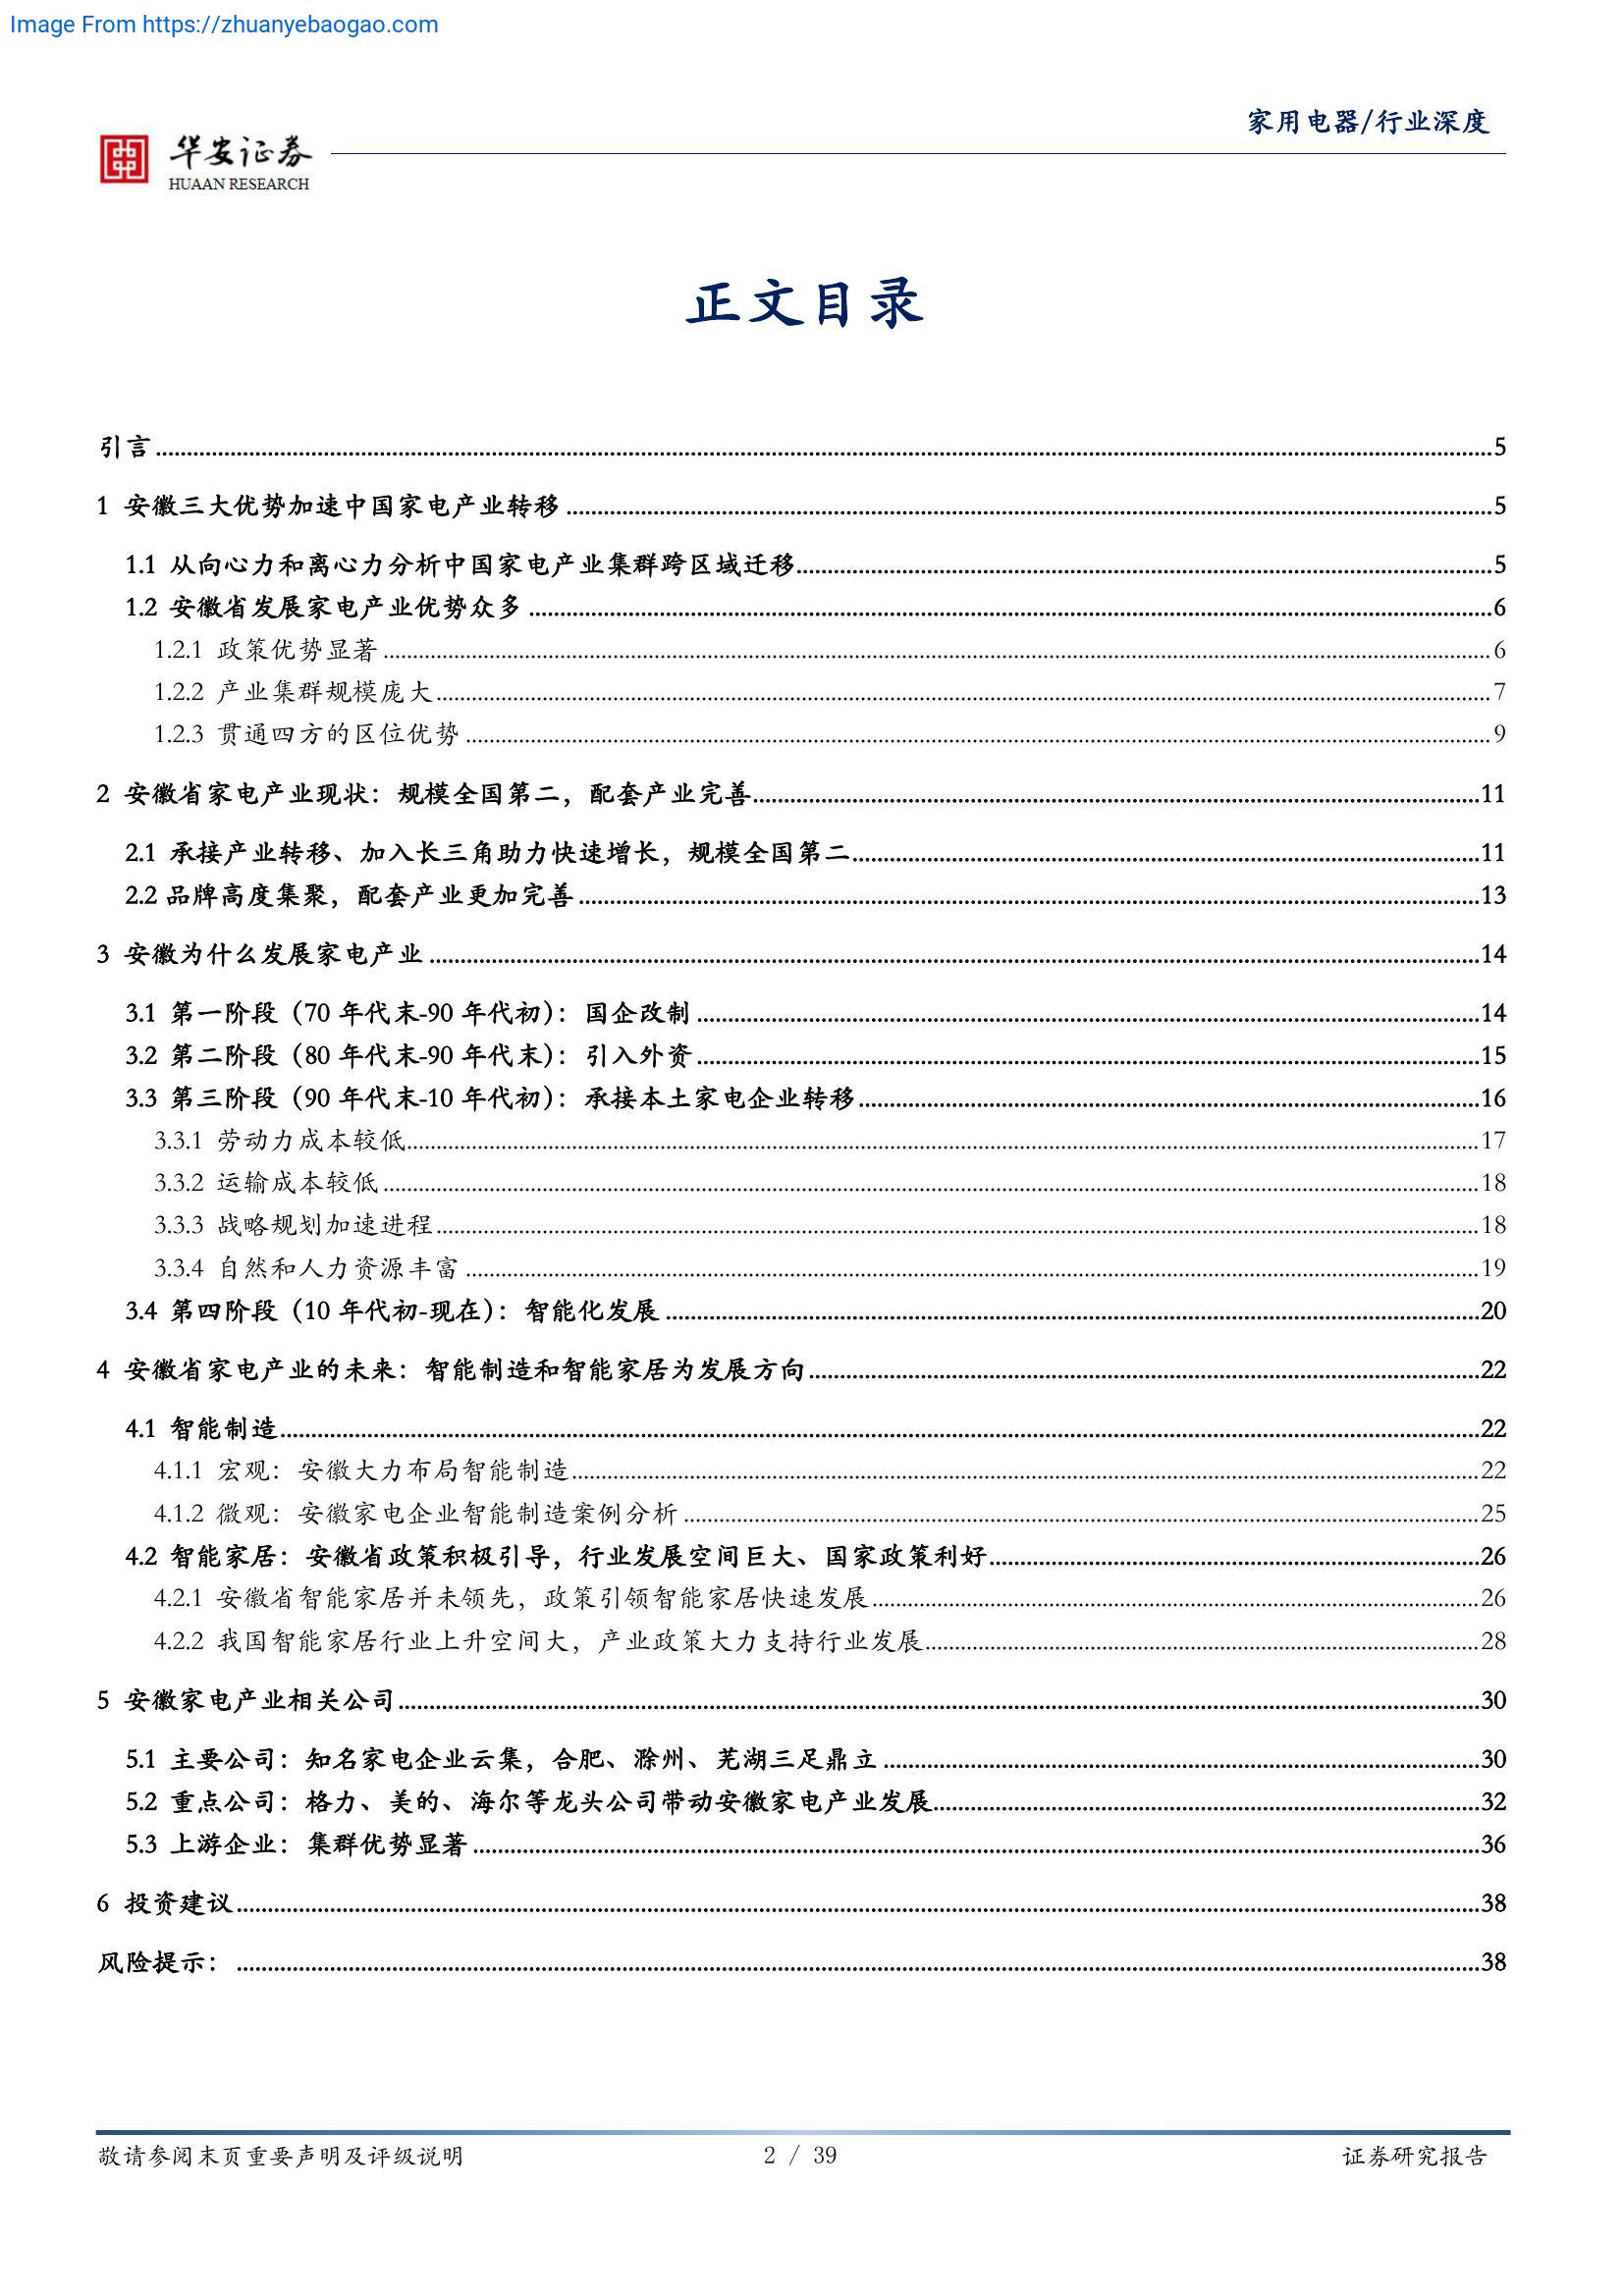 Image From https://zhuanyebaogao.com
家用电器/行业深度
华安证券
HUAAN RESEARCH
正文目录
引言 5
1 安徽三大优势加速中国家电产业转移 5
1.1 从向心力和离心力分析中国家电产业集群跨区域迁移 5
1.2 安徽省发展家电产业优势众多 6
1.2.1 政策优势显著 6
1.2.2 产业集群规模庞大 7
1.2.3 贯通四方的区位优势 9
2 安徽省家电产业现状：规模全国第二，配套产业完善 11
2.1 承接产业转移、加入长三角助力快速增长，规模全国第二 11
2.2 品牌高度集聚，配套产业更加完善 13
3 安徽为什么发展家电产业 14
3.1 第一阶段（70 年代末-90 年代初）：国企改制 14
3.2 第二阶段（80 年代末-90 年代末）：引入外资 15
3.3 第三阶段（90 年代末-10 年代初）：承接本土家电企业转移 16
3.3.1 劳动力成本较低 17
3.3.2 运输成本较低 18
3.3.3 战略规划加速进程 18
3.3.4 自然和人力资源丰富 19
3.4 第四阶段（10 年代初-现在）：智能化发展 20
4 安徽省家电产业的未来：智能制造和智能家居为发展方向 22
4.1 智能制造 22
4.1.1 宏观：安徽大力布局智能制造 22
4.1.2 微观：安徽家电企业智能制造案例分析 25
4.2 智能家居：安徽省政策积极引导，行业发展空间巨大、国家政策利好 26
4.2.1 安徽省智能家居并未领先，政策引领智能家居快速发展 26
4.2.2 我国智能家居行业上升空间大，产业政策大力支持行业发展 28
5 安徽家电产业相关公司 30
5.1 主要公司：知名家电企业云集，合肥、滁州、芜湖三足鼎立 30
5.2 重点公司：格力、美的、海尔等龙头公司带动安徽家电产业发展 32
5.3 上游企业：集群优势显著 36
6 投资建议 38
风险提示： 38
敬请参阅末页重要声明及评级说明 2 / 39 证券研究报告